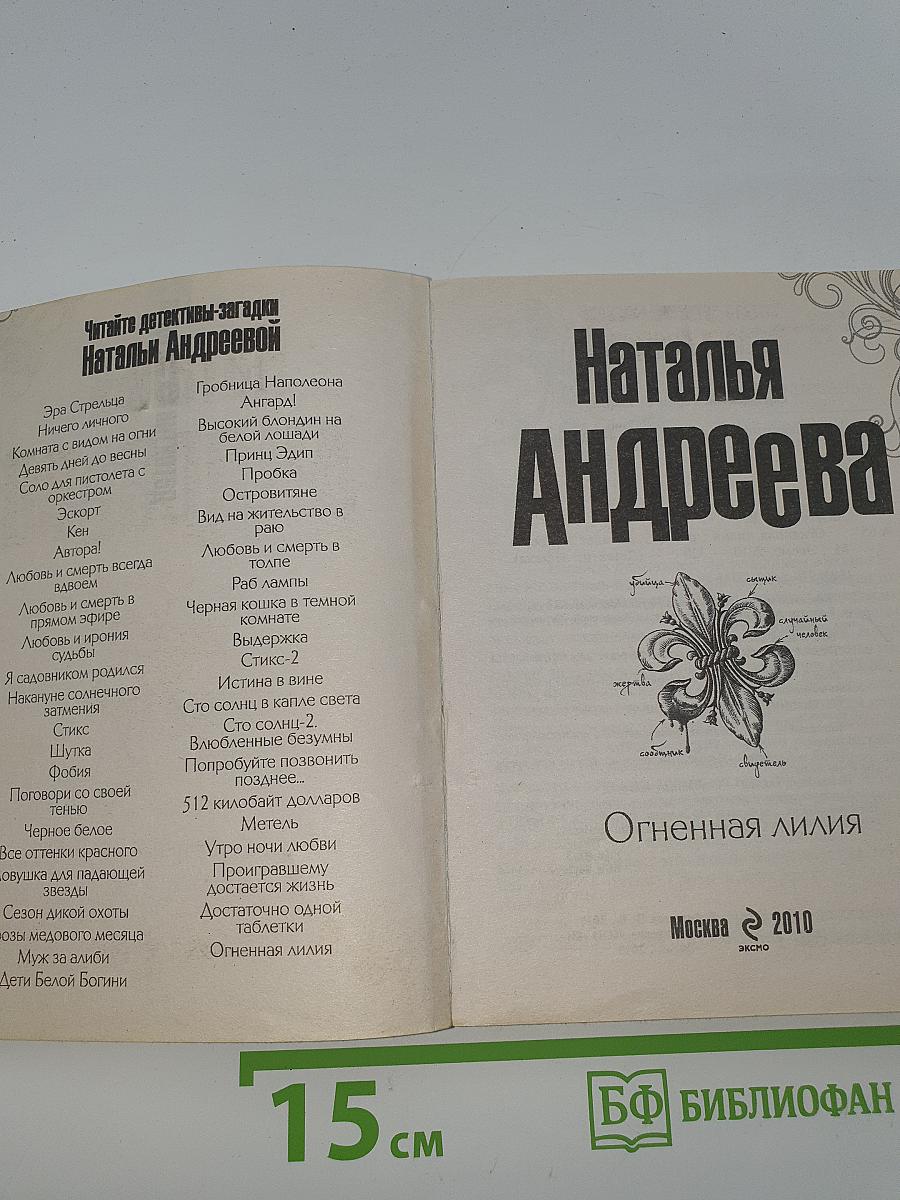 Читайте детективы-загадки
Натальи Андреевой
Эра Стрельца
Ничего личного
Комната с видом на огни
Девять дней до весны
Соло для пистолета с
оркестром
Эскорт
Кен
Автора!
Любовь и смерть всегда
вдвоем
Любовь и смерть в
прямом эфире
Любовь и ирония
судьбы
Я садовником родился
Накануне солнечного
затмения
Стикс
Шутка
Фобия
Поговори со своей
тенью
Черное белое
Все оттенки красного
ловушка для падающей
звезды
Сезон дикой охоты
розы медового месяца
Муж за алиби
Дети Белой Богини
Гробница Наполеона
Ангард!
Высокий блондин на
белой лошади
Принц Эдип
Пробка
Островитяне
Вид на жительство в
раю
Любовь и смерть в
толпе
Раб лампы
Черная кошка в темной
комнате
Выдержка
Стикс-2
Истина в вине
Сто солнц в капле света
Сто солнц-2.
Влюбленные безумны
Попробуйте позвонить
позднее...
512 килобайт долларов
Метель
Утро ночи любви
Проигравшему
достается жизнь
Достаточно одной
таблетки
Огненная лилия
Наталья
Андреева
убийца
сыщик
случайный
человек
жертва
сообщник
свидетель
Огненная лилия
Москва эксмо 2010
15 см
БФ БИБЛИОФАН